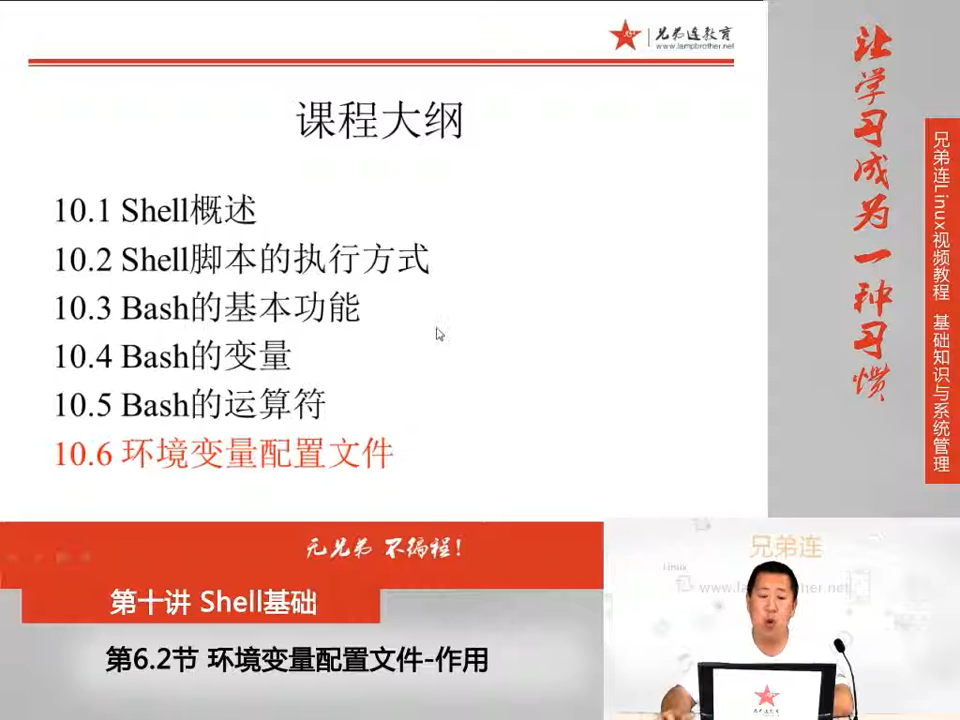 兄弟连教育
www.lampbrother.net
课程大纲
10.1 Shell概述
10.2 Shell脚本的执行方式
10.3 Bash的基本功能
10.4 Bash的变量
10.5 Bash的运算符
10.6 环境变量配置文件
让学习成为一种习惯
兄弟连Linux视频教程 基础知识与系统管理
无兄弟 不编程!
第十讲 Shell基础
第6.2节 环境变量配置文件-作用
兄弟连
Linux